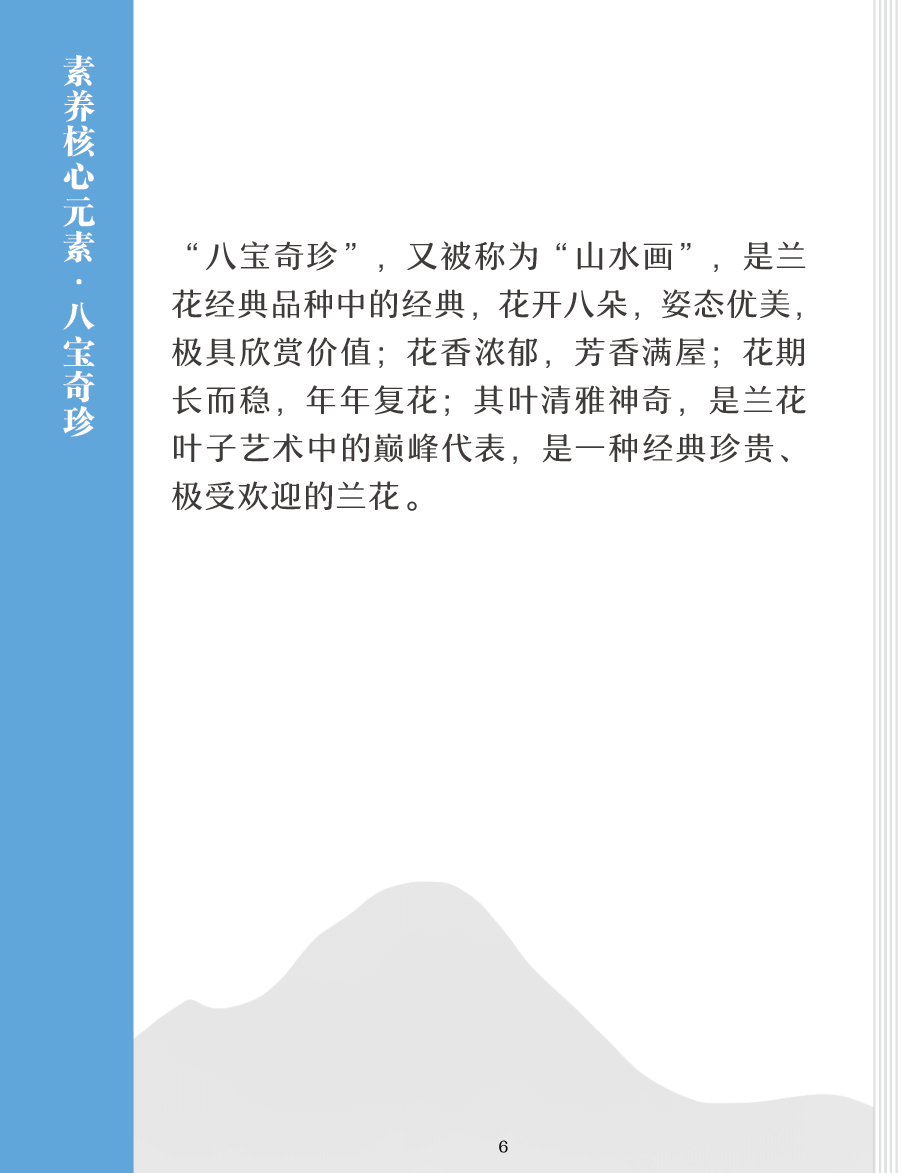 素养核心元素·八宝奇珍
“八宝奇珍”，又被称为“山水画”，是兰
花经典品种中的经典，花开八朵，姿态优美，
极具欣赏价值；花香浓郁，芳香满屋；花期
长而稳，年年复花；其叶清雅神奇，是兰花
叶子艺术中的巅峰代表，是一种经典珍贵、
极受欢迎的兰花。
6